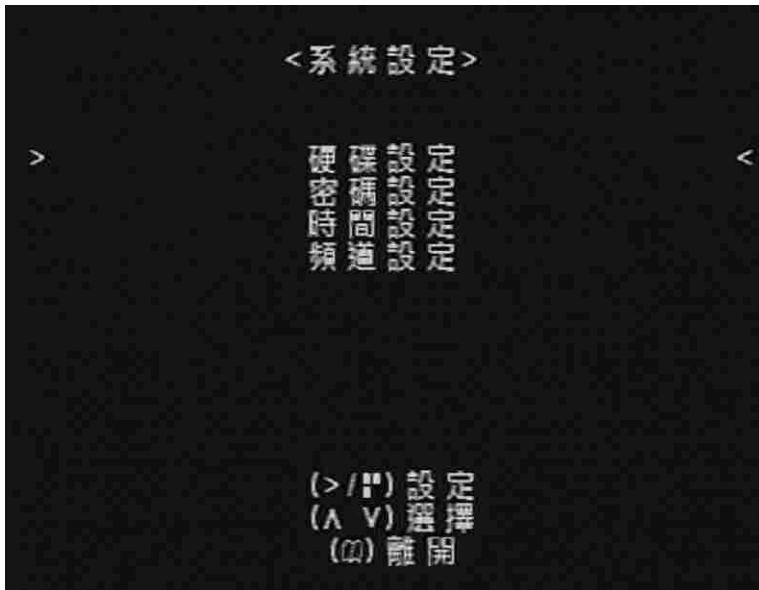 <系統設定>
> 硬碟設定 <
密碼設定
時間設定
頻道設定
(>/⑈) 設定
(∧ ∨) 選擇
(🕮) 離開